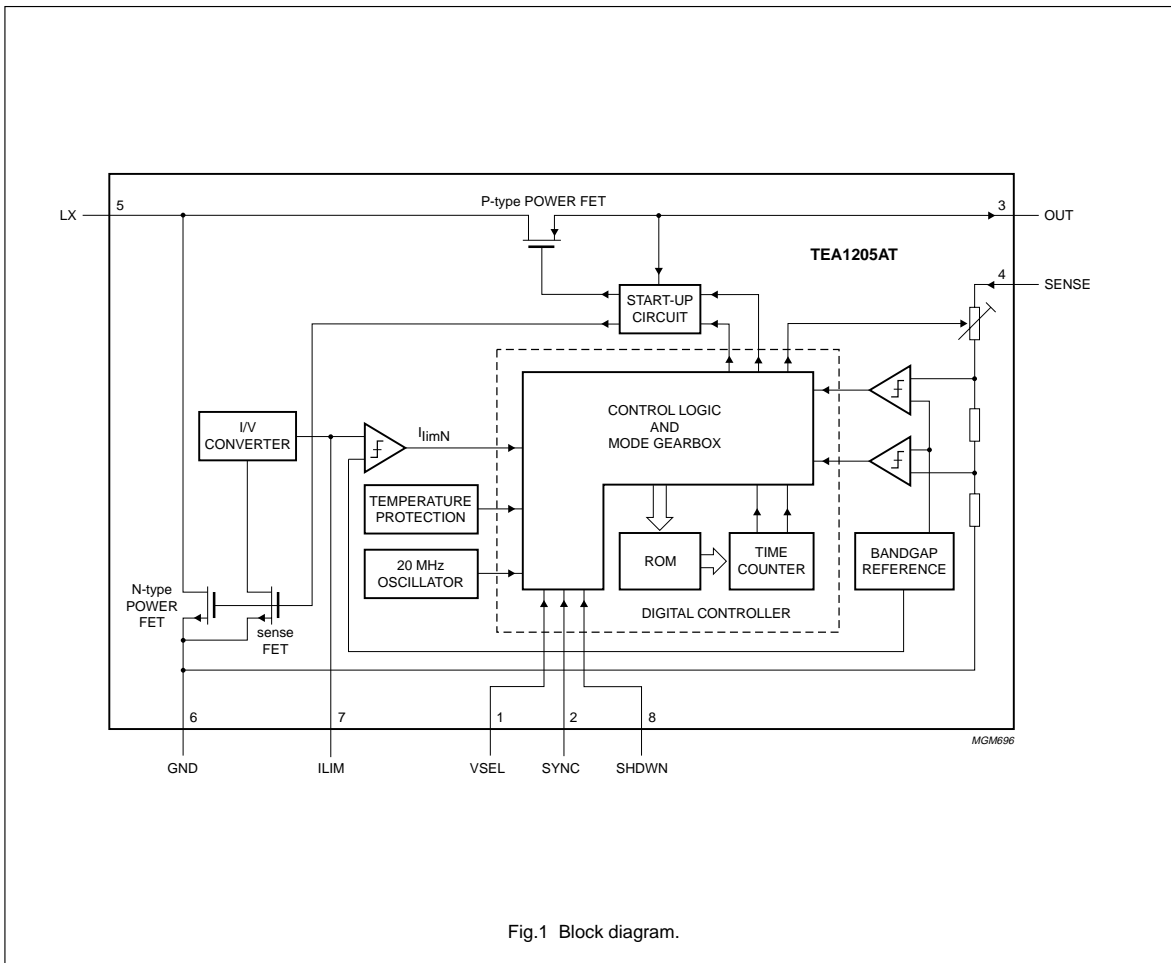 P-type POWER FET
LX
5
3
OUT
TEA1205AT
4
SENSE
START-UP
CIRCUIT
I/V
CONVERTER
IlimN
CONTROL LOGIC
AND
MODE GEARBOX
TEMPERATURE
PROTECTION
20 MHz
OSCILLATOR
ROM
TIME
COUNTER
BANDGAP
REFERENCE
N-type
POWER
FET
sense
FET
DIGITAL CONTROLLER
6
7
1
2
8
MGM696
GND
ILIM
VSEL
SYNC
SHDWN
Fig.1 Block diagram.